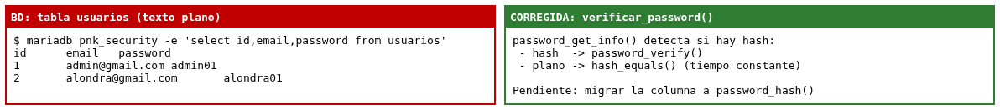 BD: tabla usuarios (texto plano)
$ mariadb pnk_security -e 'select id,email,password from usuarios'
id email password
1 admin@gmail.com admin01
2 alondra@gmail.com alondra01
CORREGIDA: verificar_password()
password_get_info() detecta si hay hash:
- hash -> password_verify()
- plano -> hash_equals() (tiempo constante)
Pendiente: migrar la columna a password_hash()